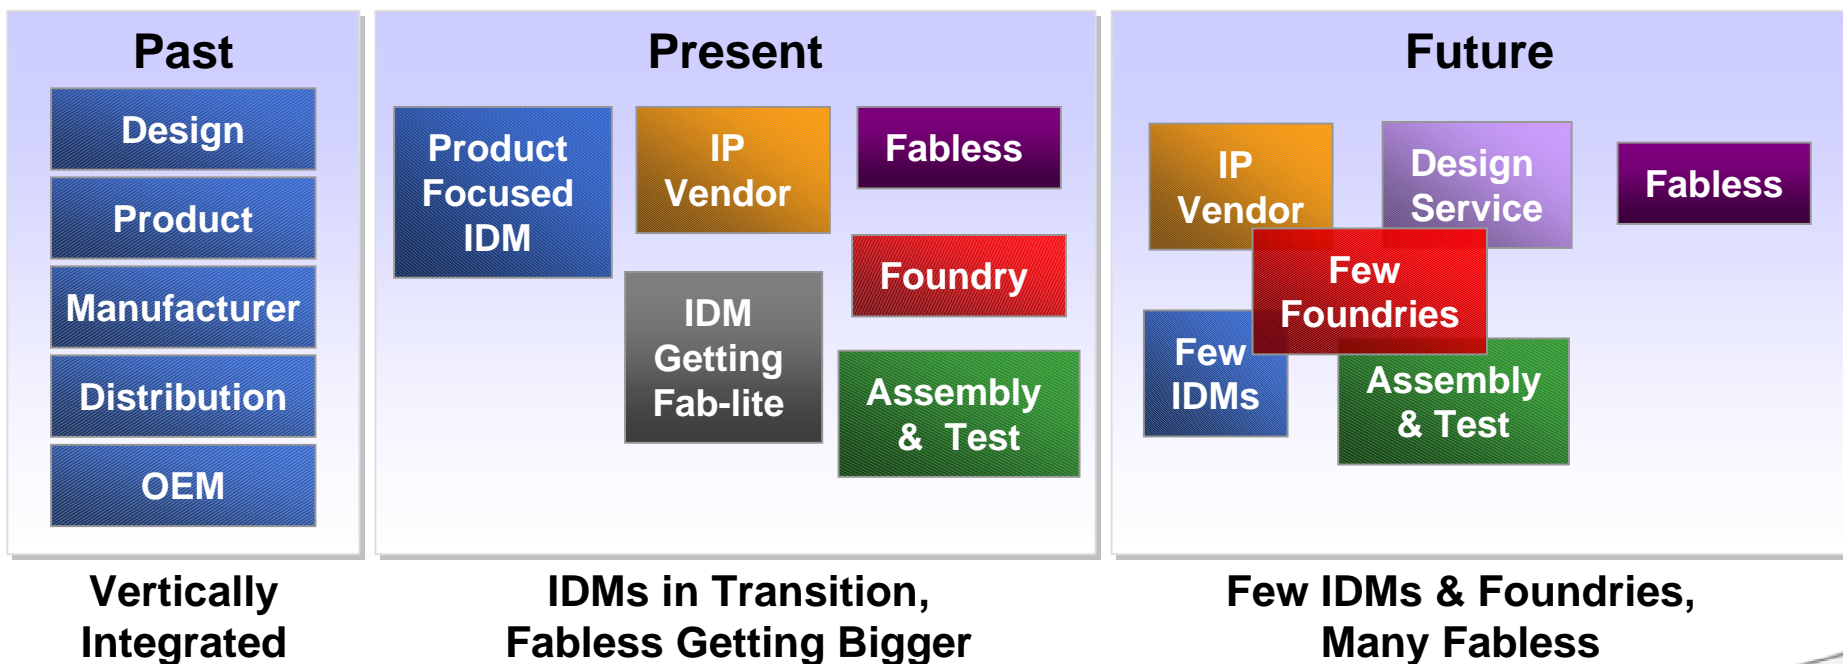 Past
Design
Product
Manufacturer
Distribution
OEM
Vertically
Integrated
Present
Product
Focused
IDM
IP
Vendor
Fabless
Foundry
IDM
Getting
Fab-lite
Assembly
& Test
IDMs in Transition,
Fabless Getting Bigger
Future
IP
Vendor
Design
Service
Fabless
Few
Foundries
Few
IDMs
Assembly
& Test
Few IDMs & Foundries,
Many Fabless